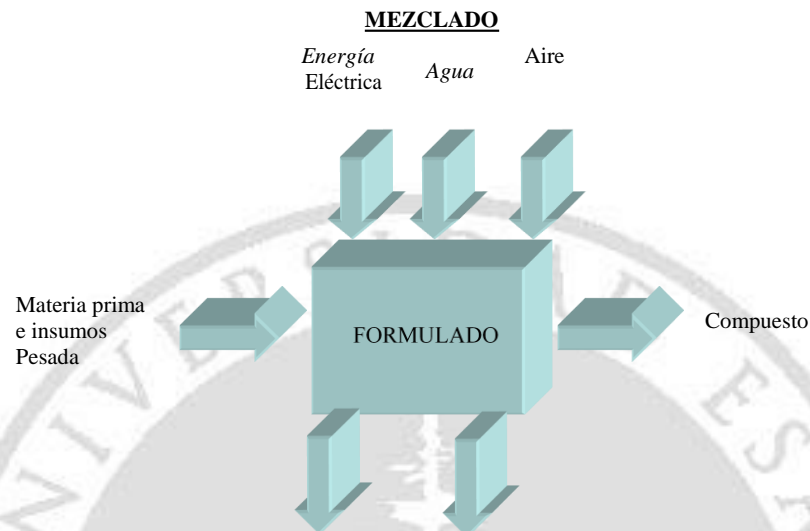 MEZCLADO
Energía
Eléctrica
Agua
Aire
Materia prima
e insumos
Pesada
FORMULADO
Compuesto